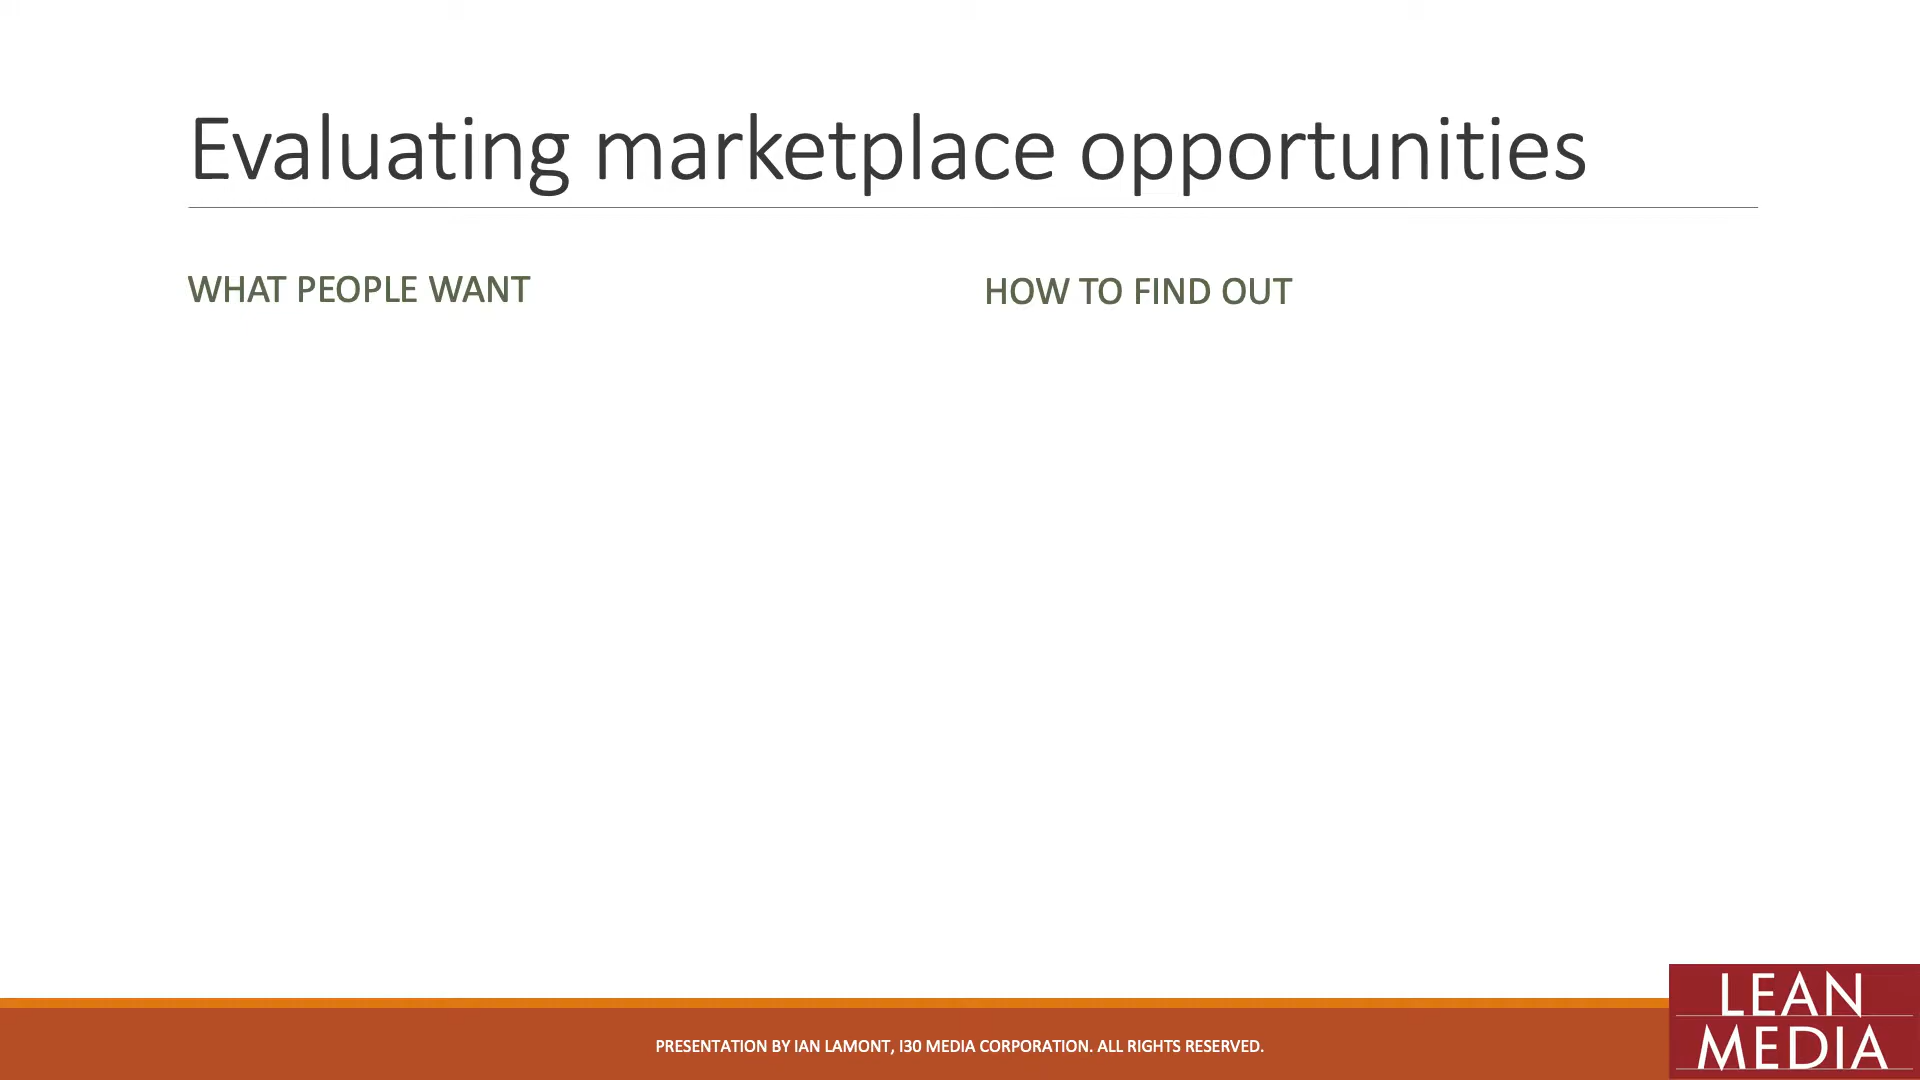 Evaluating marketplace opportunities
WHAT PEOPLE WANT
HOW TO FIND OUT
PRESENTATION BY IAN LAMONT, I30 MEDIA CORPORATION. ALL RIGHTS RESERVED.
LEAN
MEDIA